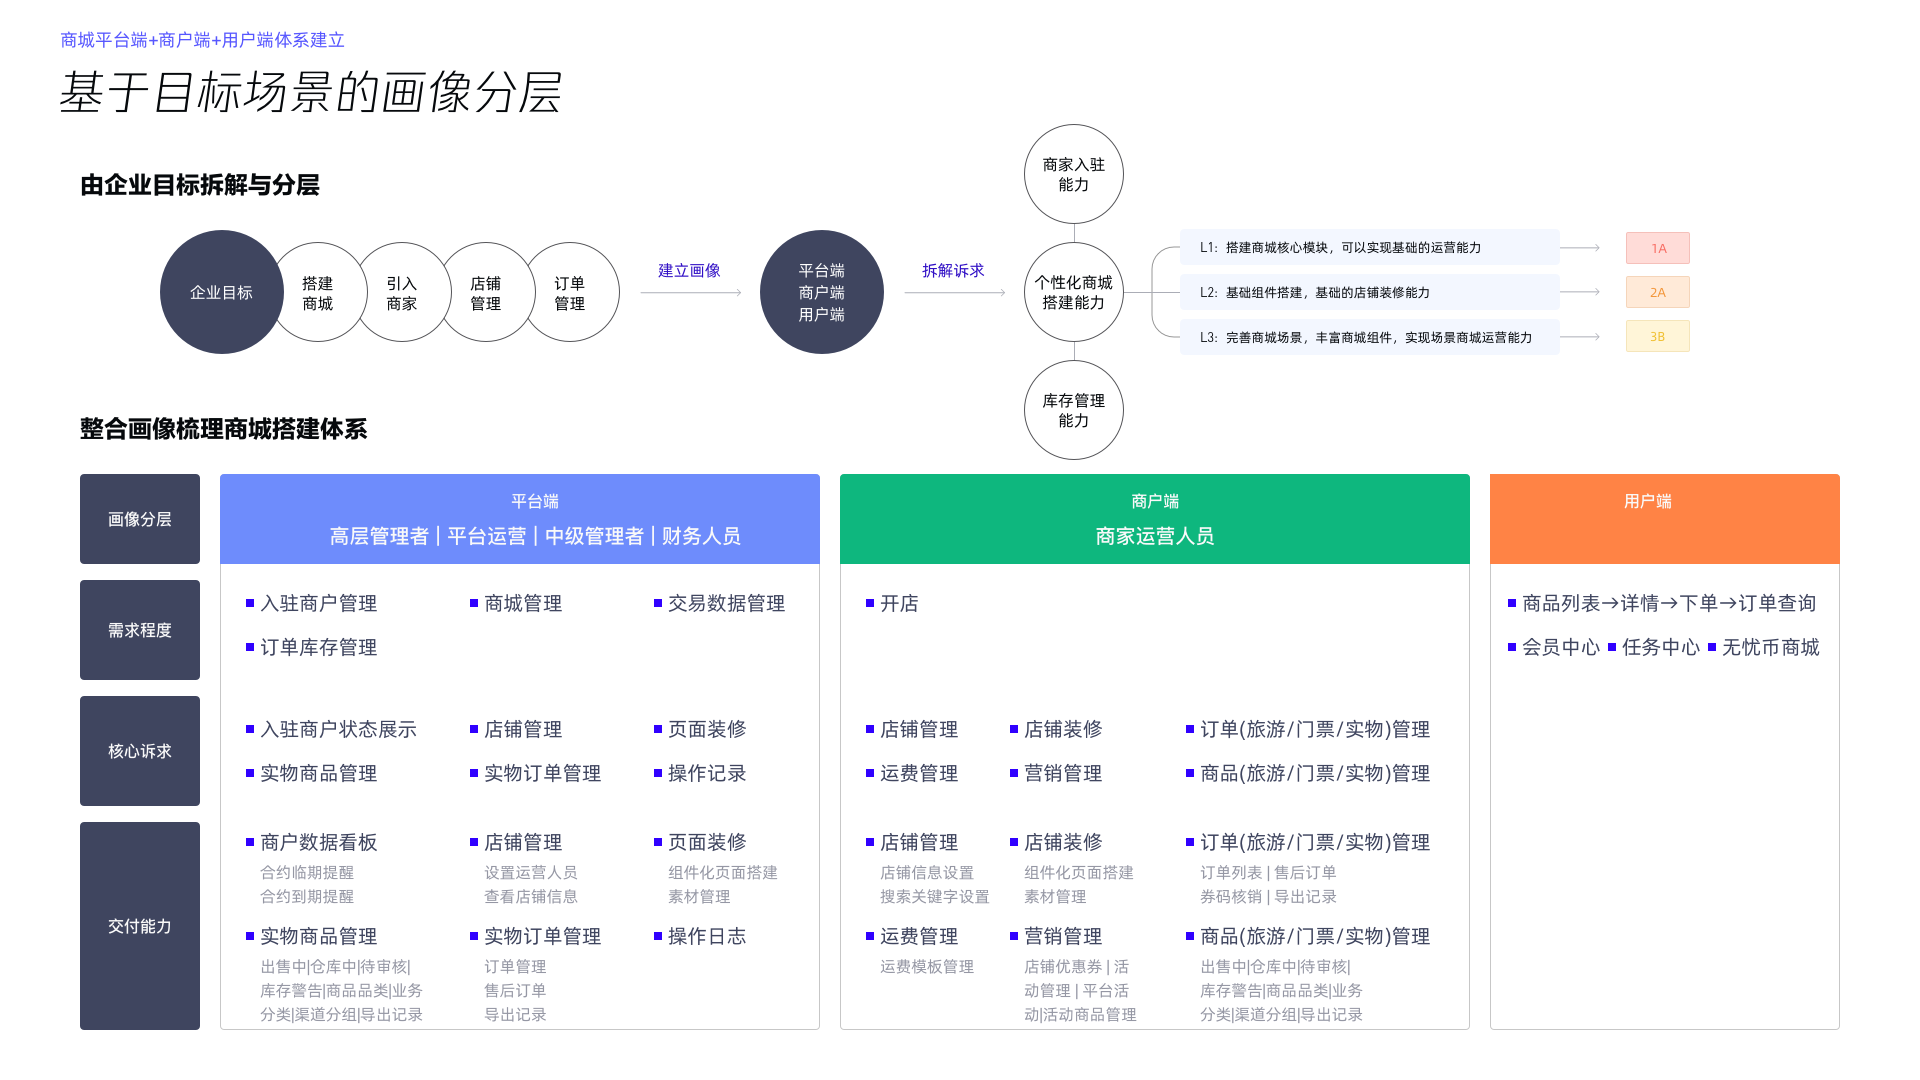 商城平台端+商户端+用户端体系建立
基于目标场景的画像分层
由企业目标拆解与分层
企业目标
搭建
商城
引入
商家
店铺
管理
订单
管理
建立画像
平台端
商户端
用户端
拆解诉求
商家入驻
能力
个性化商城
搭建能力
库存管理
能力
L1: 搭建商城核心模块，可以实现基础的运营能力
1A
L2: 基础组件搭建，基础的店铺装修能力
2A
L3: 完善商城场景，丰富商城组件，实现场景商城运营能力
3B
整合画像梳理商城搭建体系
画像分层
平台端
高层管理者 | 平台运营 | 中级管理者 | 财务人员
商户端
商家运营人员
用户端
需求程度
入驻商户管理
商城管理
交易数据管理
订单库存管理
开店
商品列表→详情→下单→订单查询
会员中心
任务中心
无忧币商城
核心诉求
入驻商户状态展示
店铺管理
页面装修
实物商品管理
实物订单管理
操作记录
店铺管理
店铺装修
订单(旅游/门票/实物)管理
运费管理
营销管理
商品(旅游/门票/实物)管理
交付能力
商户数据看板
合约临期提醒
合约到期提醒
店铺管理
设置运营人员
查看店铺信息
页面装修
组件化页面搭建
素材管理
实物商品管理
出售中|仓库中|待审核|
库存警告|商品品类|业务
分类|渠道分组|导出记录
实物订单管理
订单管理
售后订单
导出记录
操作日志
店铺管理
店铺信息设置
搜索关键字设置
店铺装修
组件化页面搭建
素材管理
订单(旅游/门票/实物)管理
订单列表 | 售后订单
券码核销 | 导出记录
运费管理
运费模板管理
营销管理
店铺优惠券 | 活
动管理 | 平台活
动|活动商品管理
商品(旅游/门票/实物)管理
出售中|仓库中|待审核|
库存警告|商品品类|业务
分类|渠道分组|导出记录